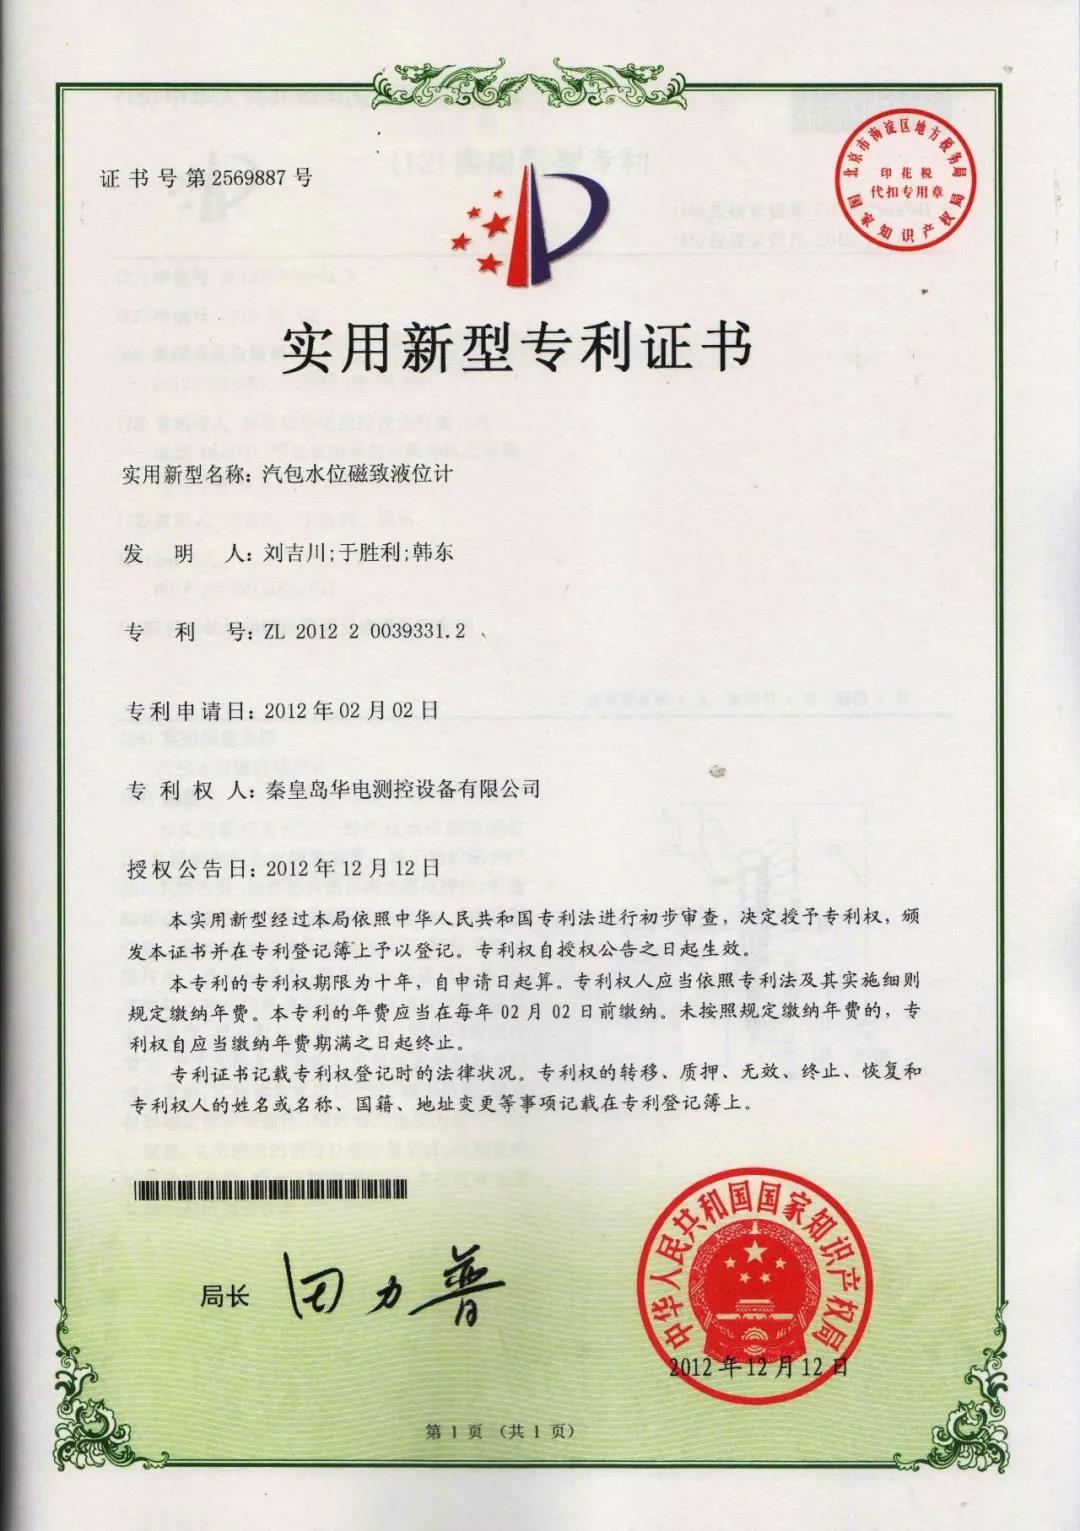 证书号第2569887号
北京市海淀区地方税务局
印花税
代扣专用章
国家知识产权局
实用新型专利证书
实用新型名称：汽包水位磁致液位计
发 明 人：刘吉川;于胜利;韩东
专 利 号：ZL 2012 2 0039331.2
专利申请日：2012年02月02日
专 利 权 人：秦皇岛华电测控设备有限公司
授权公告日：2012年12月12日
本实用新型经过本局依照中华人民共和国专利法进行初步审查，决定授予专利权，颁
发本证书并在专利登记簿上予以登记。专利权自授权公告之日起生效。
本专利的专利权期限为十年，自申请日起算。专利权人应当依照专利法及其实施细则
规定缴纳年费。本专利的年费应当在每年02月02日前缴纳。未按照规定缴纳年费的，专
利权自应当缴纳年费期满之日起终止。
专利证书记载专利权登记时的法律状况。专利权的转移、质押、无效、终止、恢复和
专利权人的姓名或名称、国籍、地址变更等事项记载在专利登记簿上。
局长 田力普
中华人民共和国国家知识产权局
2012年12月12日
第 1 页 （共 1 页）